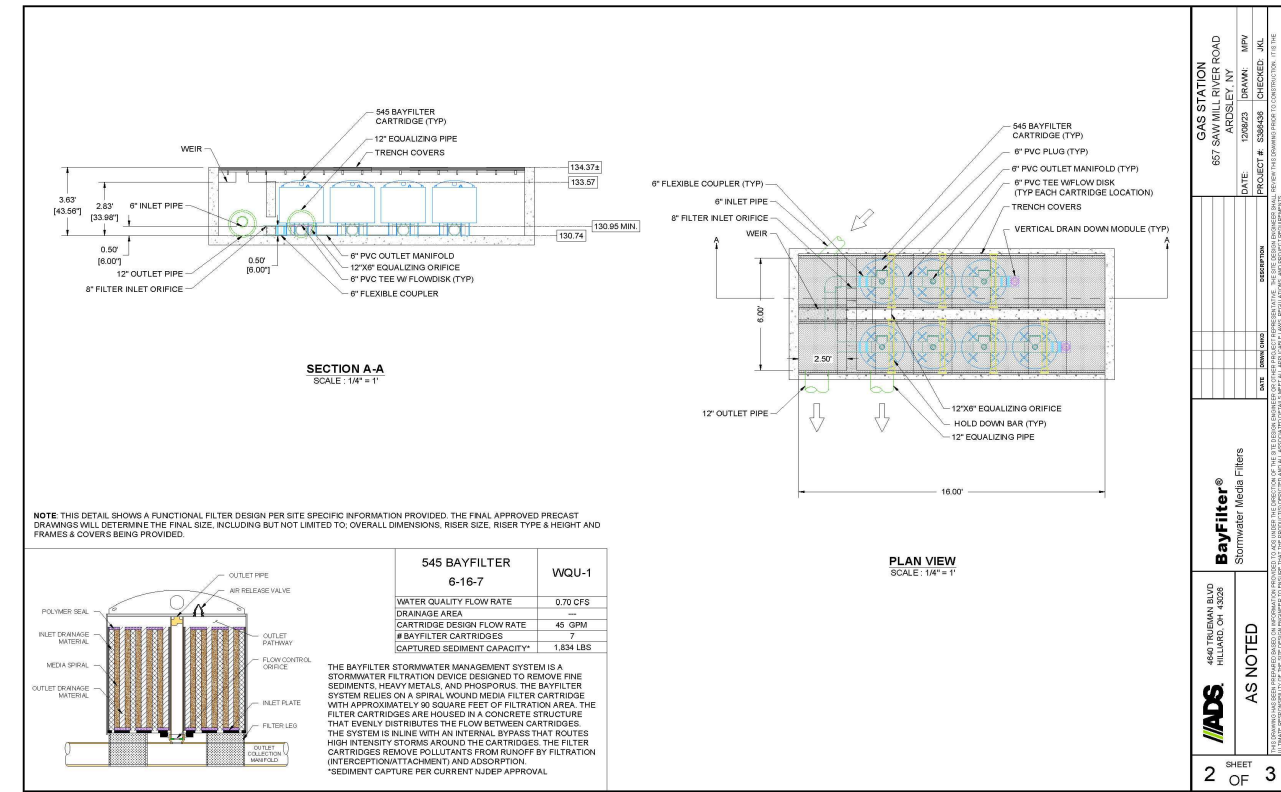 545 BAYFILTER
CARTRIDGE (TYP)
12" EQUALIZING PIPE
TRENCH COVERS
WEIR
134.37±
133.57
130.95 MIN.
130.74
3.63'
[43.56"]
2.83'
[33.98"]
0.50'
[6.00"]
0.50'
[6.00"]
6" INLET PIPE
12" OUTLET PIPE
8" FILTER INLET ORIFICE
6" PVC OUTLET MANIFOLD
12"X6" EQUALIZING ORIFICE
6" PVC TEE W/ FLOWDISK (TYP)
6" FLEXIBLE COUPLER
SECTION A-A
SCALE : 1/4" = 1'
545 BAYFILTER
CARTRIDGE (TYP)
6" PVC PLUG (TYP)
6" PVC OUTLET MANIFOLD (TYP)
6" PVC TEE W/FLOW DISK
(TYP EACH CARTRIDGE LOCATION)
TRENCH COVERS
VERTICAL DRAIN DOWN MODULE (TYP)
6" FLEXIBLE COUPLER (TYP)
6" INLET PIPE
8" FILTER INLET ORIFICE
WEIR
A
A
6.00'
2.50'
12" OUTLET PIPE
12"X6" EQUALIZING ORIFICE
HOLD DOWN BAR (TYP)
12" EQUALIZING PIPE
16.00'
PLAN VIEW
SCALE : 1/4" = 1'
NOTE: THIS DETAIL SHOWS A FUNCTIONAL FILTER DESIGN PER SITE SPECIFIC INFORMATION PROVIDED. THE FINAL APPROVED PRECAST
DRAWINGS WILL DETERMINE THE FINAL SIZE, INCLUDING BUT NOT LIMITED TO; OVERALL DIMENSIONS, RISER SIZE, RISER TYPE & HEIGHT AND
FRAMES & COVERS BEING PROVIDED.
OUTLET PIPE
AIR RELEASE VALVE
POLYMER SEAL
INLET DRAINAGE
MATERIAL
MEDIA SPIRAL
OUTLET DRAINAGE
MATERIAL
OUTLET
PATHWAY
FLOW CONTROL
ORIFICE
INLET PLATE
FILTER LEG
OUTLET
COLLECTION
MANIFOLD
545 BAYFILTER
6-16-7
WQU-1
WATER QUALITY FLOW RATE 0.70 CFS
DRAINAGE AREA ---
CARTRIDGE DESIGN FLOW RATE 45 GPM
# BAYFILTER CARTRIDGES 7
CAPTURED SEDIMENT CAPACITY* 1,834 LBS
THE BAYFILTER STORMWATER MANAGEMENT SYSTEM IS A
STORMWATER FILTRATION DEVICE DESIGNED TO REMOVE FINE
SEDIMENTS, HEAVY METALS, AND PHOSPORUS. THE BAYFILTER
SYSTEM RELIES ON A SPIRAL WOUND MEDIA FILTER CARTRIDGE
WITH APPROXIMATELY 90 SQUARE FEET OF FILTRATION AREA. THE
FILTER CARTRIDGES ARE HOUSED IN A CONCRETE STRUCTURE
THAT EVENLY DISTRIBUTES THE FLOW BETWEEN CARTRIDGES.
THE SYSTEM IS INLINE WITH AN INTERNAL BYPASS THAT ROUTES
HIGH INTENSITY STORMS AROUND THE CARTRIDGES. THE FILTER
CARTRIDGES REMOVE POLLUTANTS FROM RUNOFF BY FILTRATION
(INTERCEPTION/ATTACHMENT) AND ADSORPTION.
*SEDIMENT CAPTURE PER CURRENT NJDEP APPROVAL
GAS STATION
657 SAW MILL RIVER ROAD
ARDSLEY, NY
DATE: 12/08/23 DRAWN: MPV
PROJECT #: S386436 CHECKED: JKL
DATE DRWN CHKD DESCRIPTION
BayFilter®
Stormwater Media Filters
ADS
4640 TRUEMAN BLVD
HILLIARD, OH 43026
AS NOTED
2 SHEET OF 3